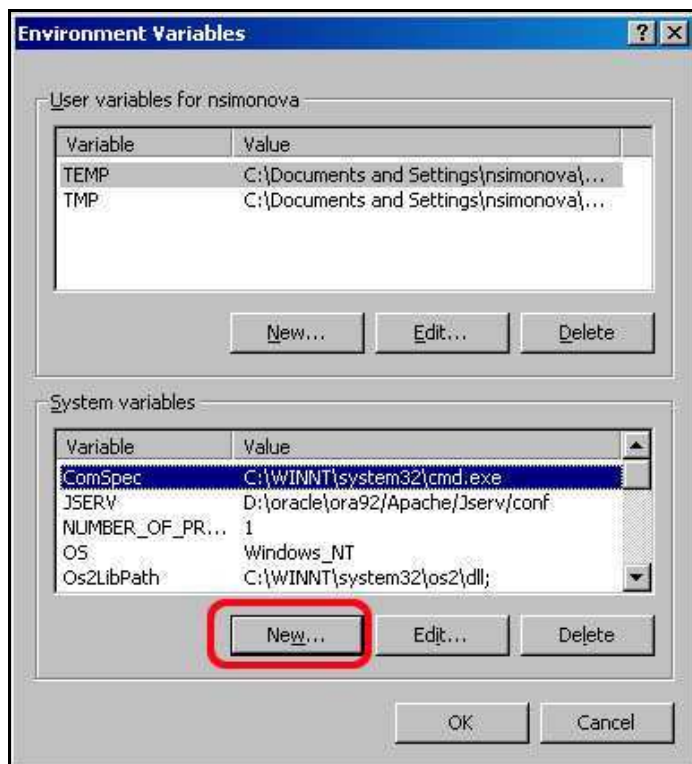 Environment Variables
User variables for nsimonova
Variable Value
TEMP C:\Documents and Settings\nsimonova\...
TMP C:\Documents and Settings\nsimonova\...
New... Edit... Delete
System variables
Variable Value
ComSpec C:\WINNT\system32\cmd.exe
JSERV D:\oracle\ora92/Apache/Jserv/conf
NUMBER_OF_PR... 1
OS Windows_NT
Os2LibPath C:\WINNT\system32\os2\dll;
New... Edit... Delete
OK Cancel